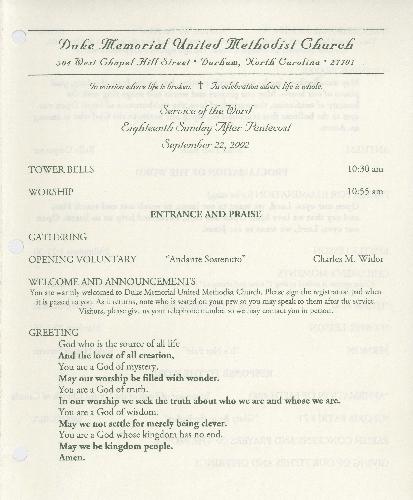 Duke Memorial United Methodist Church
504 West Chapel Hill Street • Durham, North Carolina • 27701
In mission where life is broken. † In celebration where life is whole.
Service of the Word
Eighteenth Sunday After Pentecost
September 22, 2002
TOWER BELLS 10:30 am
WORSHIP 10:55 am
ENTRANCE AND PRAISE
GATHERING
OPENING VOLUNTARY "Andante Sostenuto" Charles M. Widor
WELCOME AND ANNOUNCEMENTS
You are warmly welcomed to Duke Memorial United Methodist Church. Please sign the registration pad when
it is passed to you. As it returns, note who is seated on your pew so you may speak to them after the service.
Visitors, please give us your telephone number so we may contact you in person.
GREETING
God who is the source of all life
And the lover of all creation,
You are a God of mystery.
May our worship be filled with wonder.
You are a God of truth.
In our worship we seek the truth about who we are and whose we are.
You are a God of wisdom.
May we not settle for merely being clever.
You are a God whose kingdom has no end.
May we be kingdom people.
Amen.